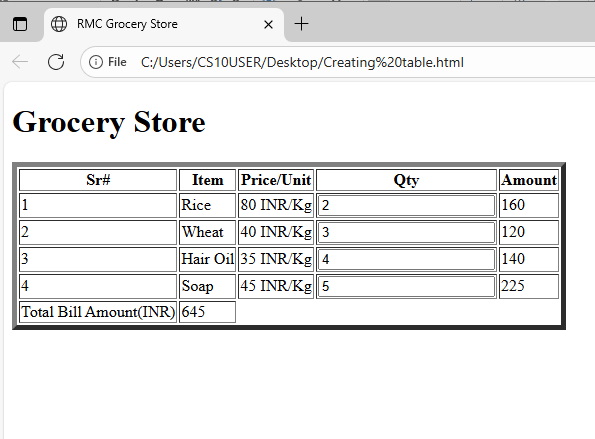 RMC Grocery Store
File C:/Users/CS10USER/Desktop/Creating%20table.html
Grocery Store
Sr# Item Price/Unit Qty Amount
1 Rice 80 INR/Kg 2 160
2 Wheat 40 INR/Kg 3 120
3 Hair Oil 35 INR/Kg 4 140
4 Soap 45 INR/Kg 5 225
Total Bill Amount(INR) 645